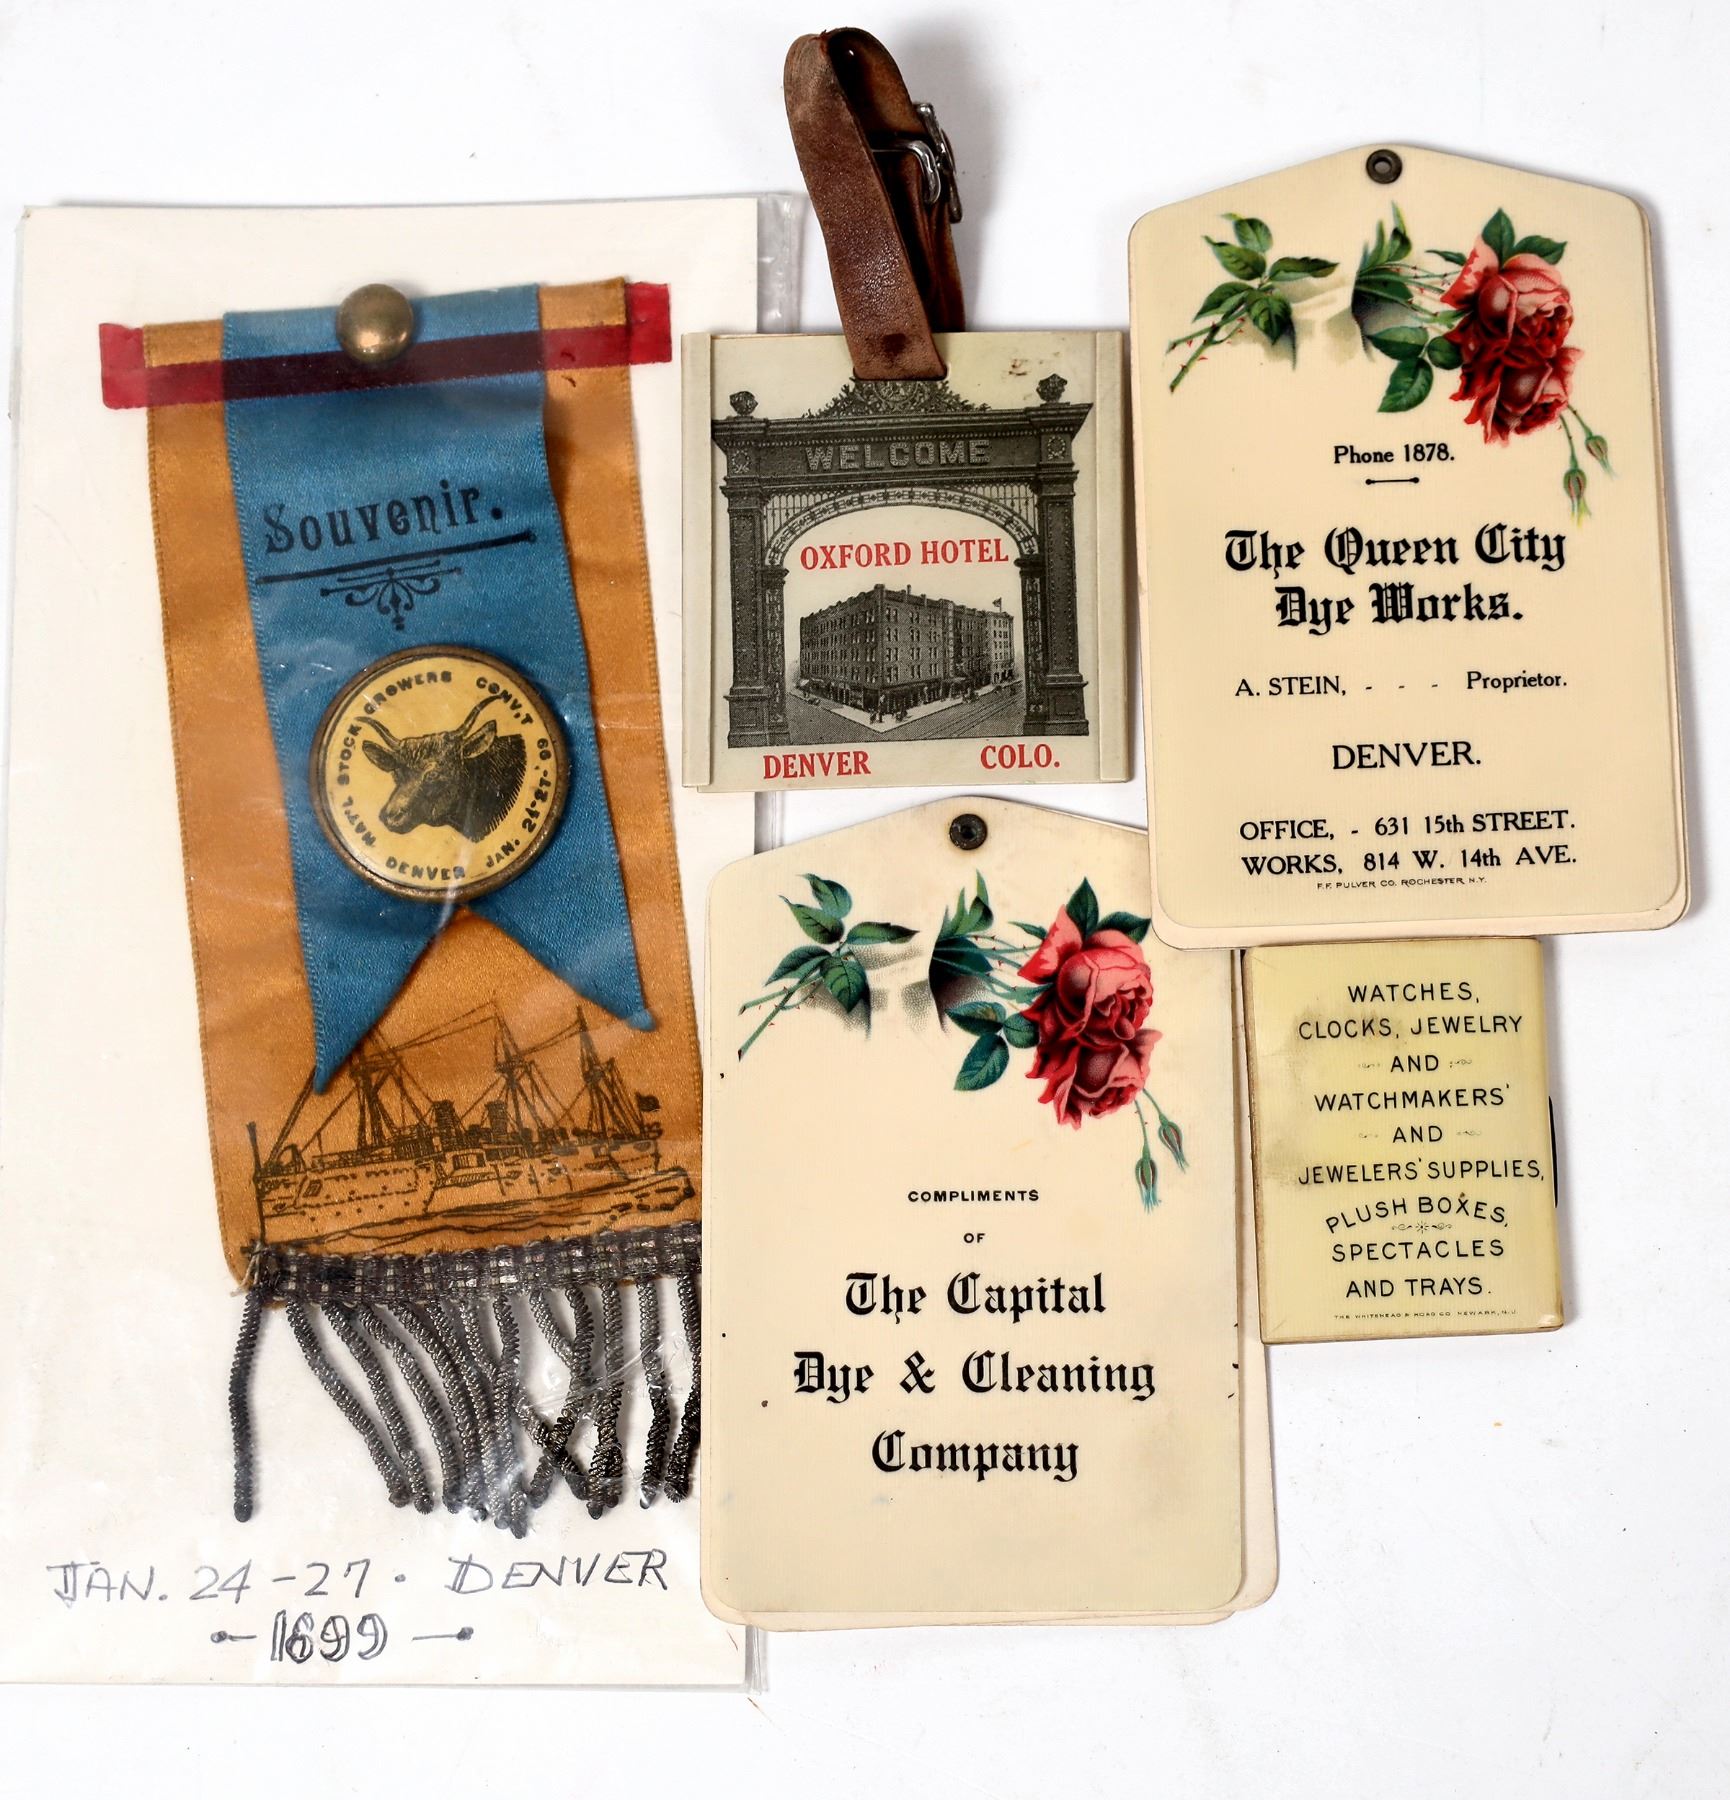 Souvenir.
NAT'L STOCK GROWERS CONV,T
DENVER JAN. 24-27-99
JAN. 24-27. DENVER
1899
WELCOME
OXFORD HOTEL
DENVER COLO.
Phone 1878.
The Queen City
Dye Works.
A. STEIN, - - - Proprietor.
DENVER.
OFFICE, - 631 15th STREET.
WORKS, 814 W. 14th AVE.
F.F. PULVER CO. ROCHESTER, N.Y.
COMPLIMENTS
OF
The Capital
Dye & Cleaning
Company
WATCHES,
CLOCKS, JEWELRY
AND
WATCHMAKERS'
AND
JEWELERS' SUPPLIES,
PLUSH BOXES,
SPECTACLES
AND TRAYS.
THE WHITEHEAD & HOAG CO. NEWARK, N.J.